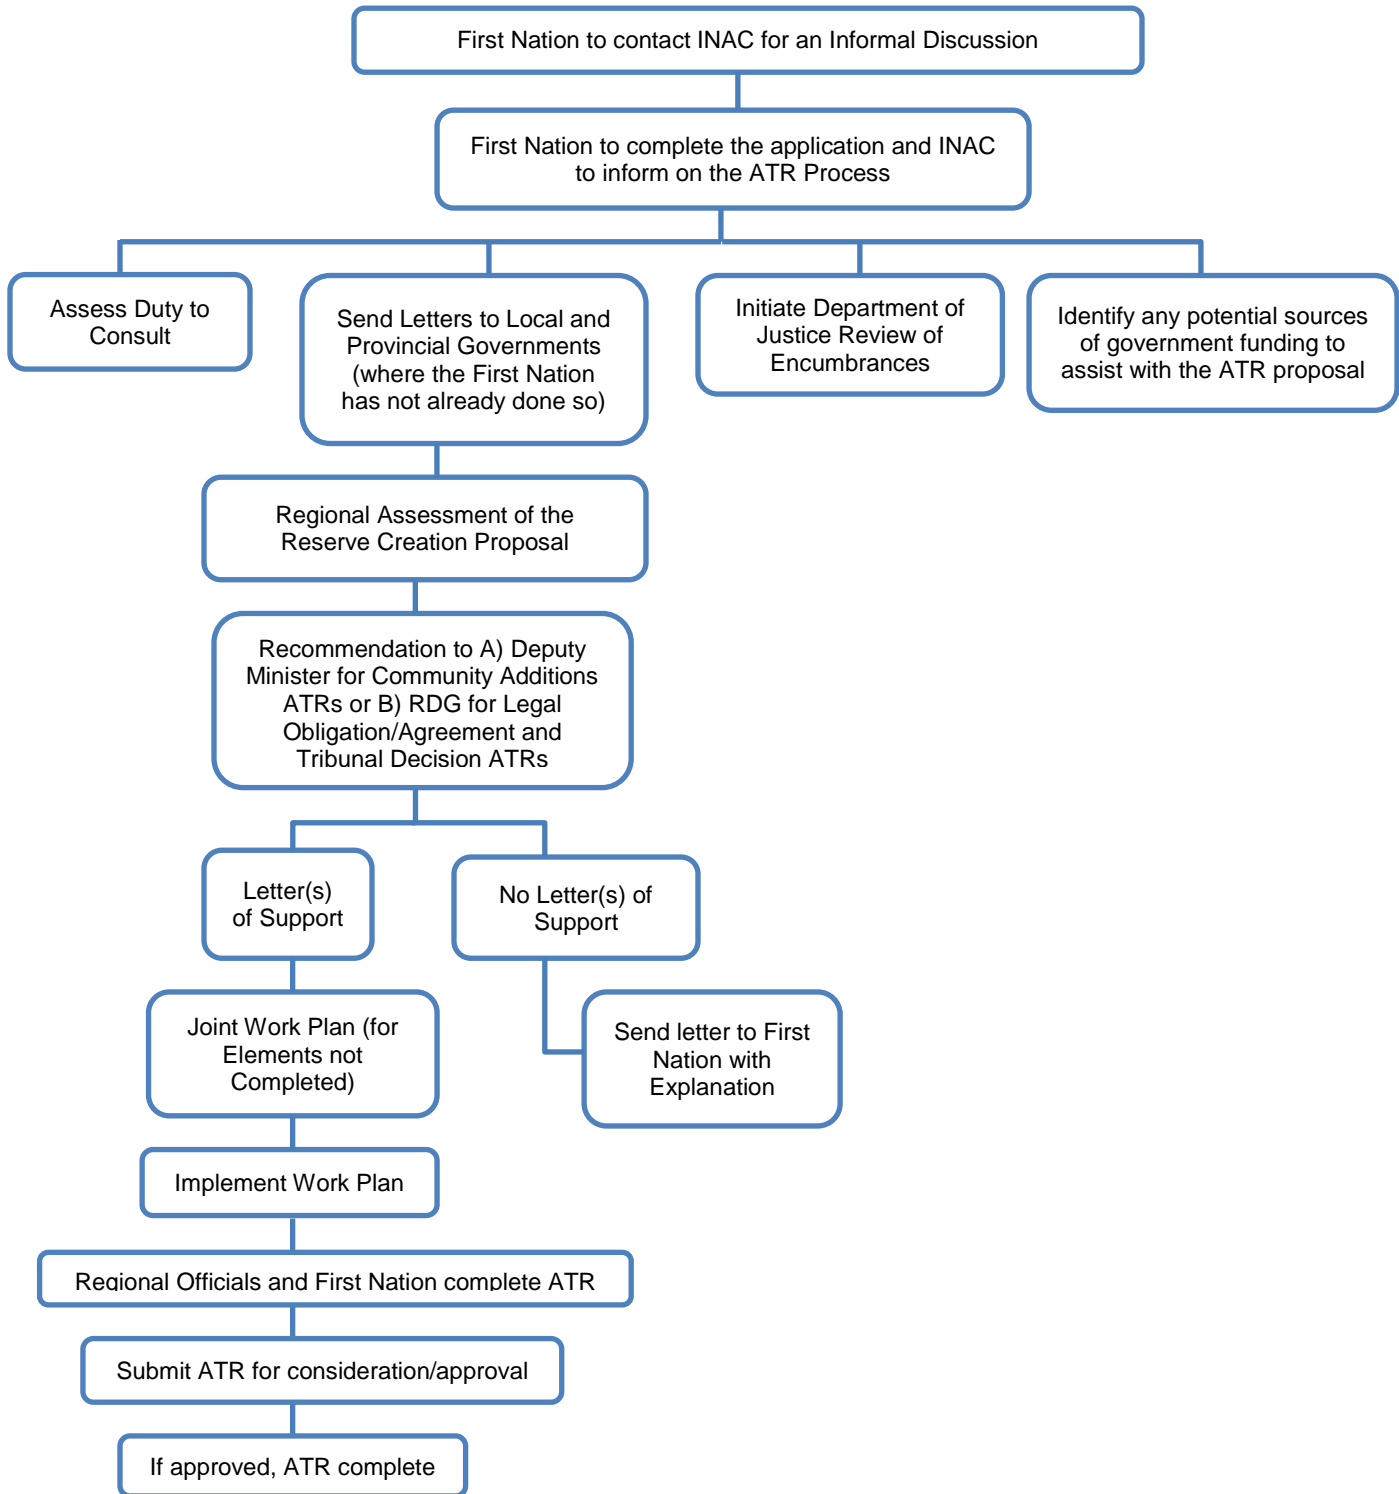 First Nation to contact INAC for an Informal Discussion
First Nation to complete the application and INAC
to inform on the ATR Process
Assess Duty to
Consult
Send Letters to Local and
Provincial Governments
(where the First Nation
has not already done so)
Initiate Department of
Justice Review of
Encumbrances
Identify any potential sources
of government funding to
assist with the ATR proposal
Regional Assessment of the
Reserve Creation Proposal
Recommendation to A) Deputy
Minister for Community Additions
ATRs or B) RDG for Legal
Obligation/Agreement and
Tribunal Decision ATRs
Letter(s)
of Support
No Letter(s) of
Support
Joint Work Plan (for
Elements not
Completed)
Send letter to First
Nation with
Explanation
Implement Work Plan
Regional Officials and First Nation complete ATR
Submit ATR for consideration/approval
If approved, ATR complete